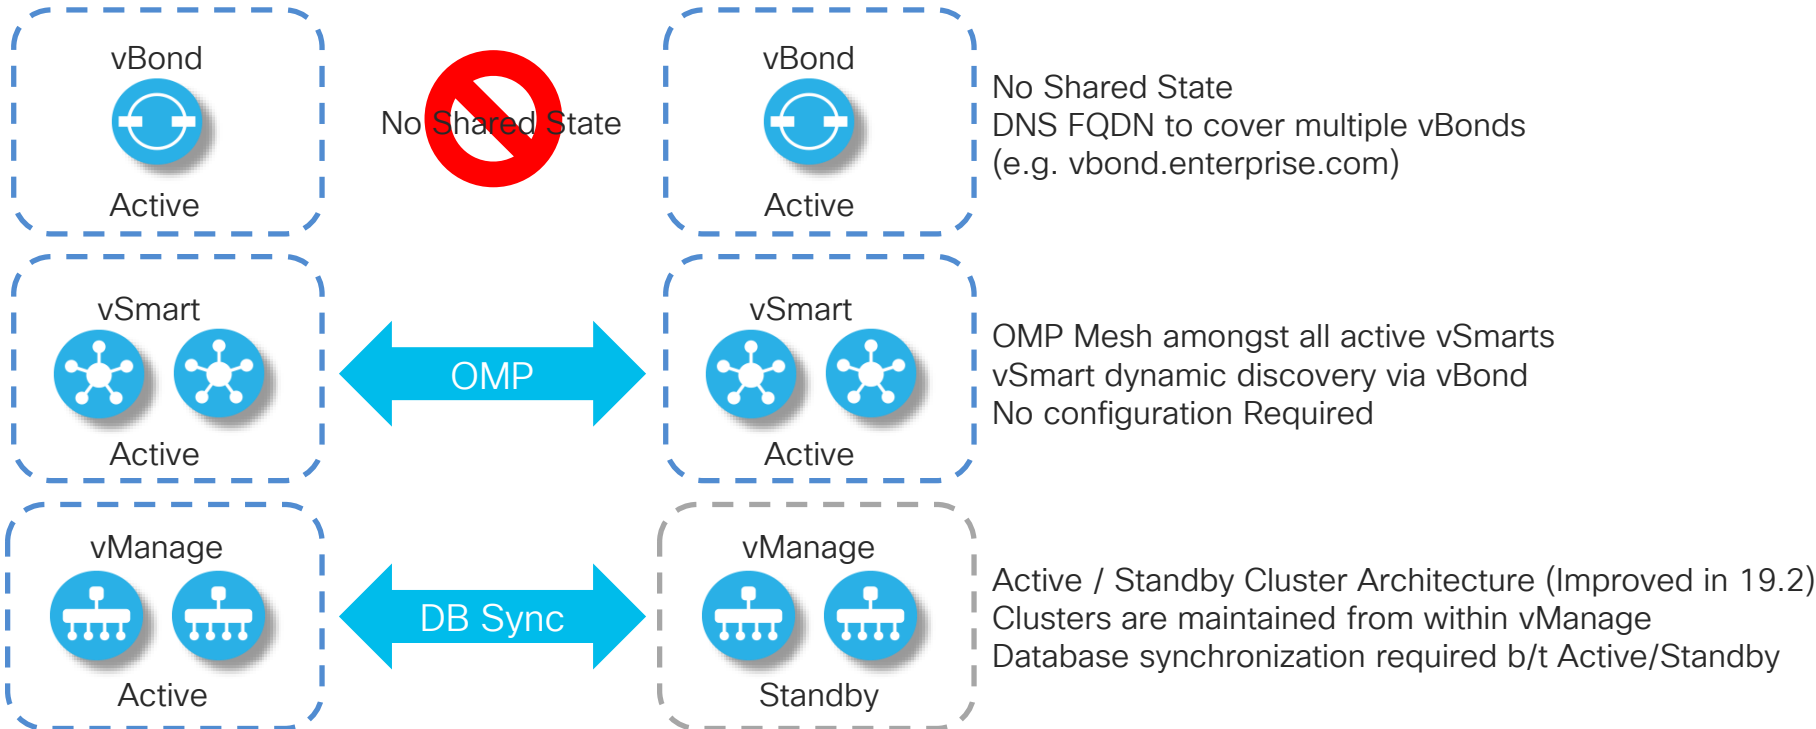 vBond
Active
No Shared State
vBond
Active
No Shared State
DNS FQDN to cover multiple vBonds
(e.g. vbond.enterprise.com)
vSmart
Active
OMP
vSmart
Active
OMP Mesh amongst all active vSmarts
vSmart dynamic discovery via vBond
No configuration Required
vManage
Active
DB Sync
vManage
Standby
Active / Standby Cluster Architecture (Improved in 19.2)
Clusters are maintained from within vManage
Database synchronization required b/t Active/Standby